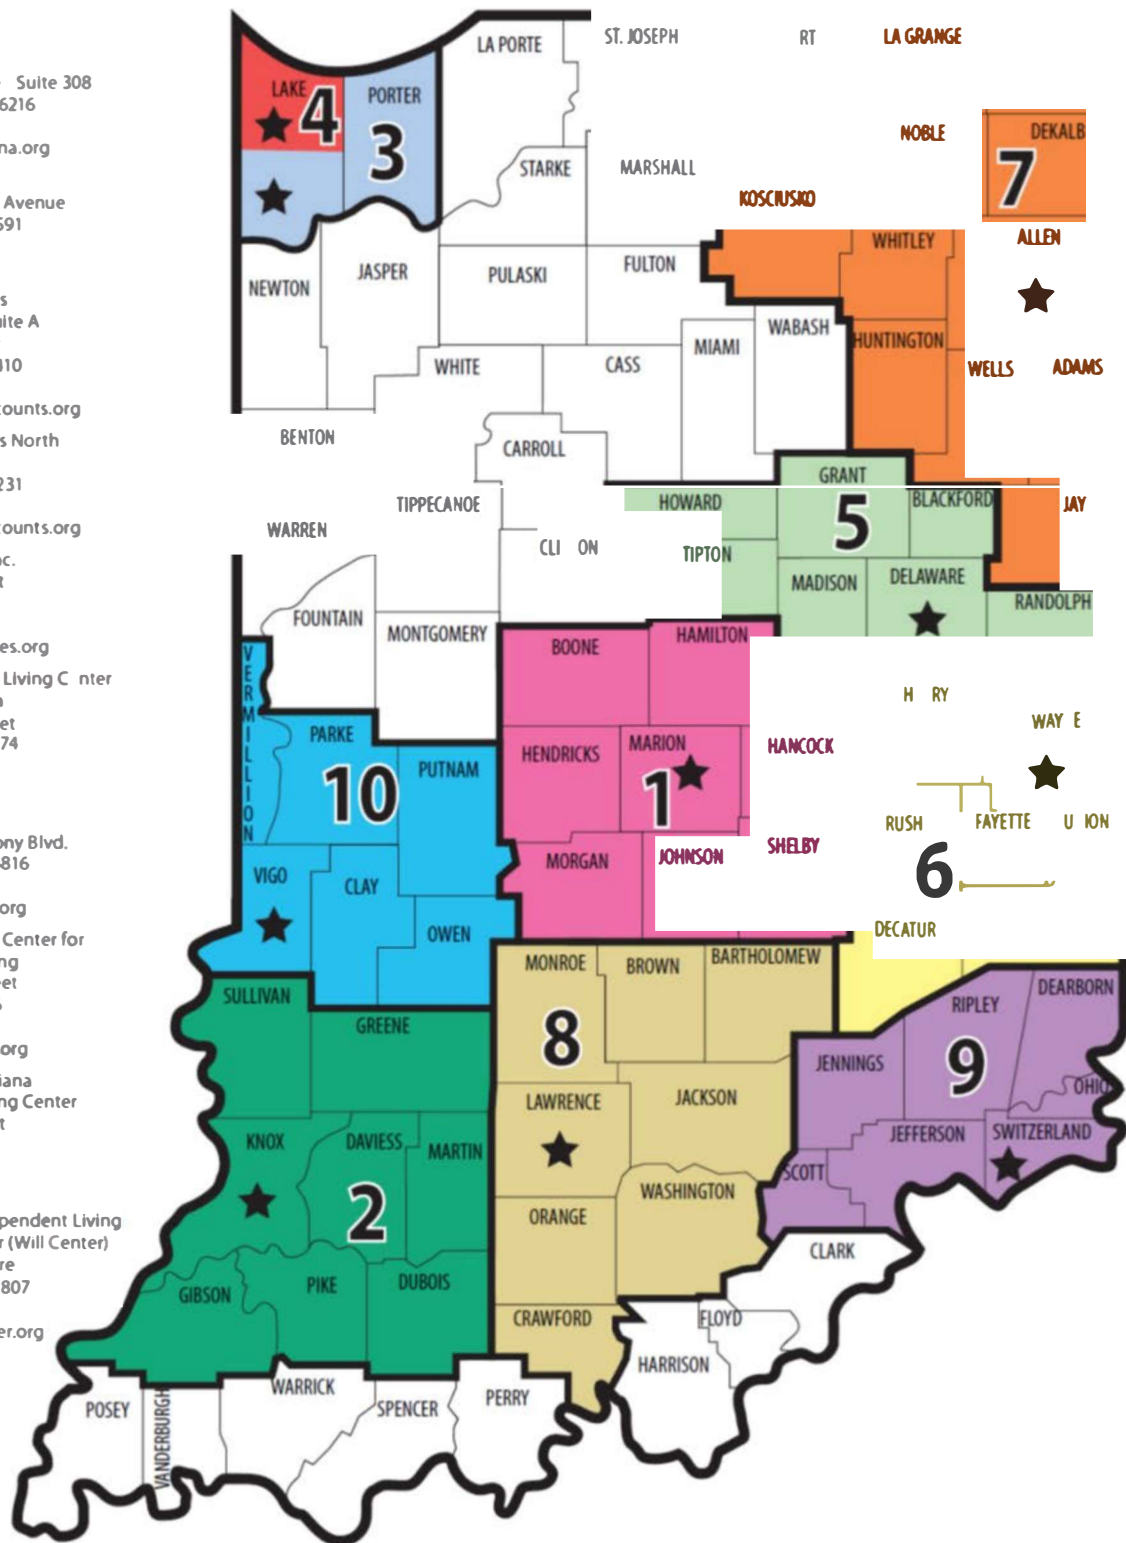 Suite 308
6216
na.org
Avenue
591
s
uite A
410
counts.org
s North
231
counts.org
nc.
t
es.org
Living C nter
et
74
ony Blvd.
816
org
Center for
ng
eet
org
iana
ng Center
t
pendent Living
r (Will Center)
re
807
er.org
LA PORTE
ST. JOSEPH
RT
LA GRANGE
LAKE
4
PORTER
3
NOBLE
DEKALB
7
STARKE
MARSHALL
KOSCIUSKO
WHITLEY
ALLEN
NEWTON
JASPER
PULASKI
FULTON
WABASH
HUNTINGTON
MIAMI
WHITE
CASS
WELLS
ADAMS
BENTON
CARROLL
GRANT
TIPPECANOE
HOWARD
5
BLACKFORD
JAY
WARREN
CLI ON
TIPTON
MADISON
DELAWARE
RANDOLPH
FOUNTAIN
MONTGOMERY
BOONE
HAMILTON
VERMILLION
H RY
WAY E
PARKE
PUTNAM
10
HENDRICKS
MARION
1
HANCOCK
RUSH
FAYETTE
U ION
6
MORGAN
JOHNSON
SHELBY
VIGO
CLAY
OWEN
DECATUR
MONROE
BROWN
BARTHOLOMEW
SULLIVAN
GREENE
8
RIPLEY
DEARBORN
9
JENNINGS
OHIO
LAWRENCE
JACKSON
KNOX
DAVIESS
MARTIN
JEFFERSON
SWITZERLAND
SCOTT
2
ORANGE
WASHINGTON
CLARK
GIBSON
PIKE
DUBOIS
CRAWFORD
FLOYD
HARRISON
POSEY
VANDERBURGH
WARRICK
SPENCER
PERRY